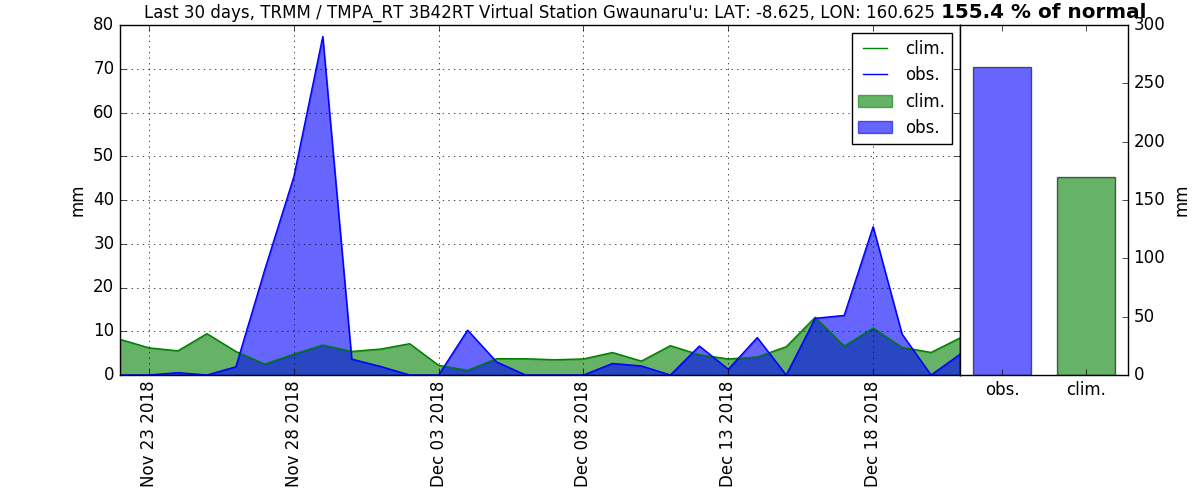 Last 30 days, TRMM / TMPA_RT 3B42RT Virtual Station Gwaunaru'u: LAT: -8.625, LON: 160.625 155.4 % of normal
80
70
60
50
40
30
20
10
0
mm
clim.
obs.
clim.
obs.
Nov 23 2018
Nov 28 2018
Dec 03 2018
Dec 08 2018
Dec 13 2018
Dec 18 2018
300
250
200
150
100
50
0
mm
obs.
clim.